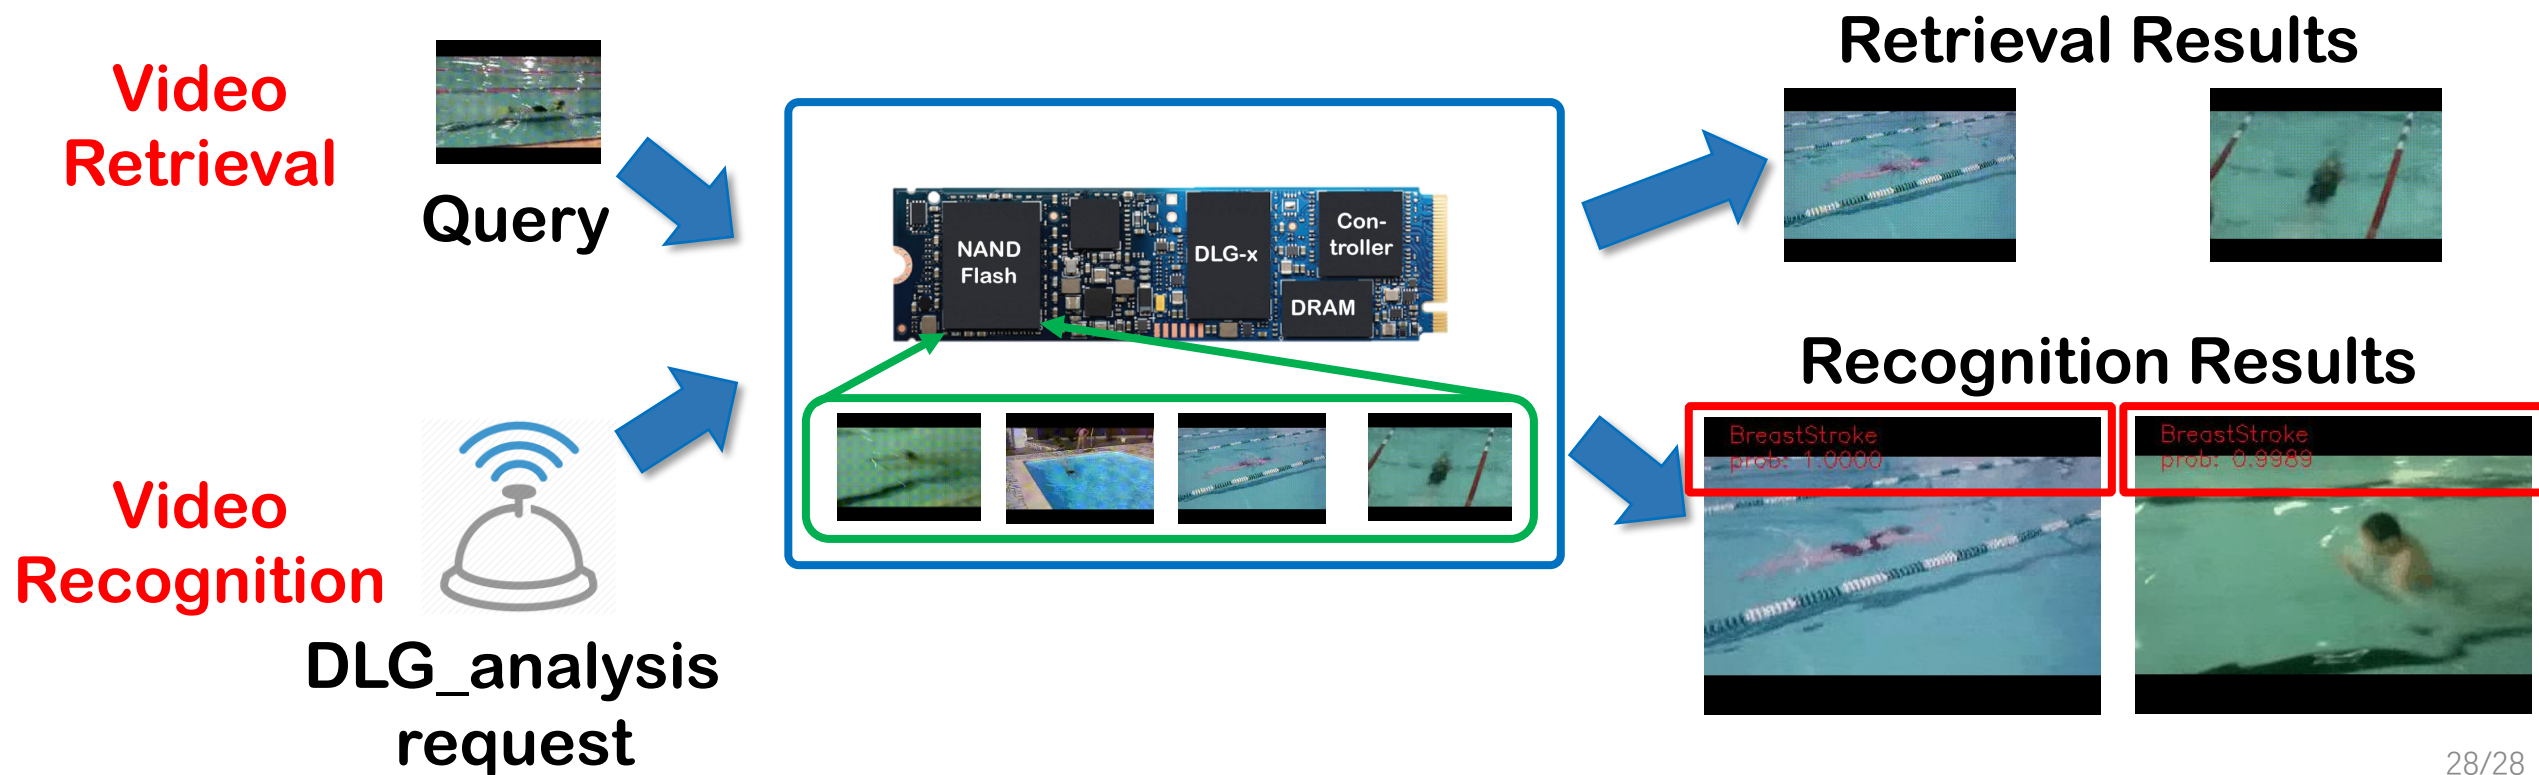 Video
Retrieval
Query
Video
Recognition
DLG_analysis
request
NAND
Flash
DLG-x
Con-
troller
DRAM
Retrieval Results
Recognition Results
BreastStroke
prob: 1.0000
BreastStroke
prob: 0.9989
28/28